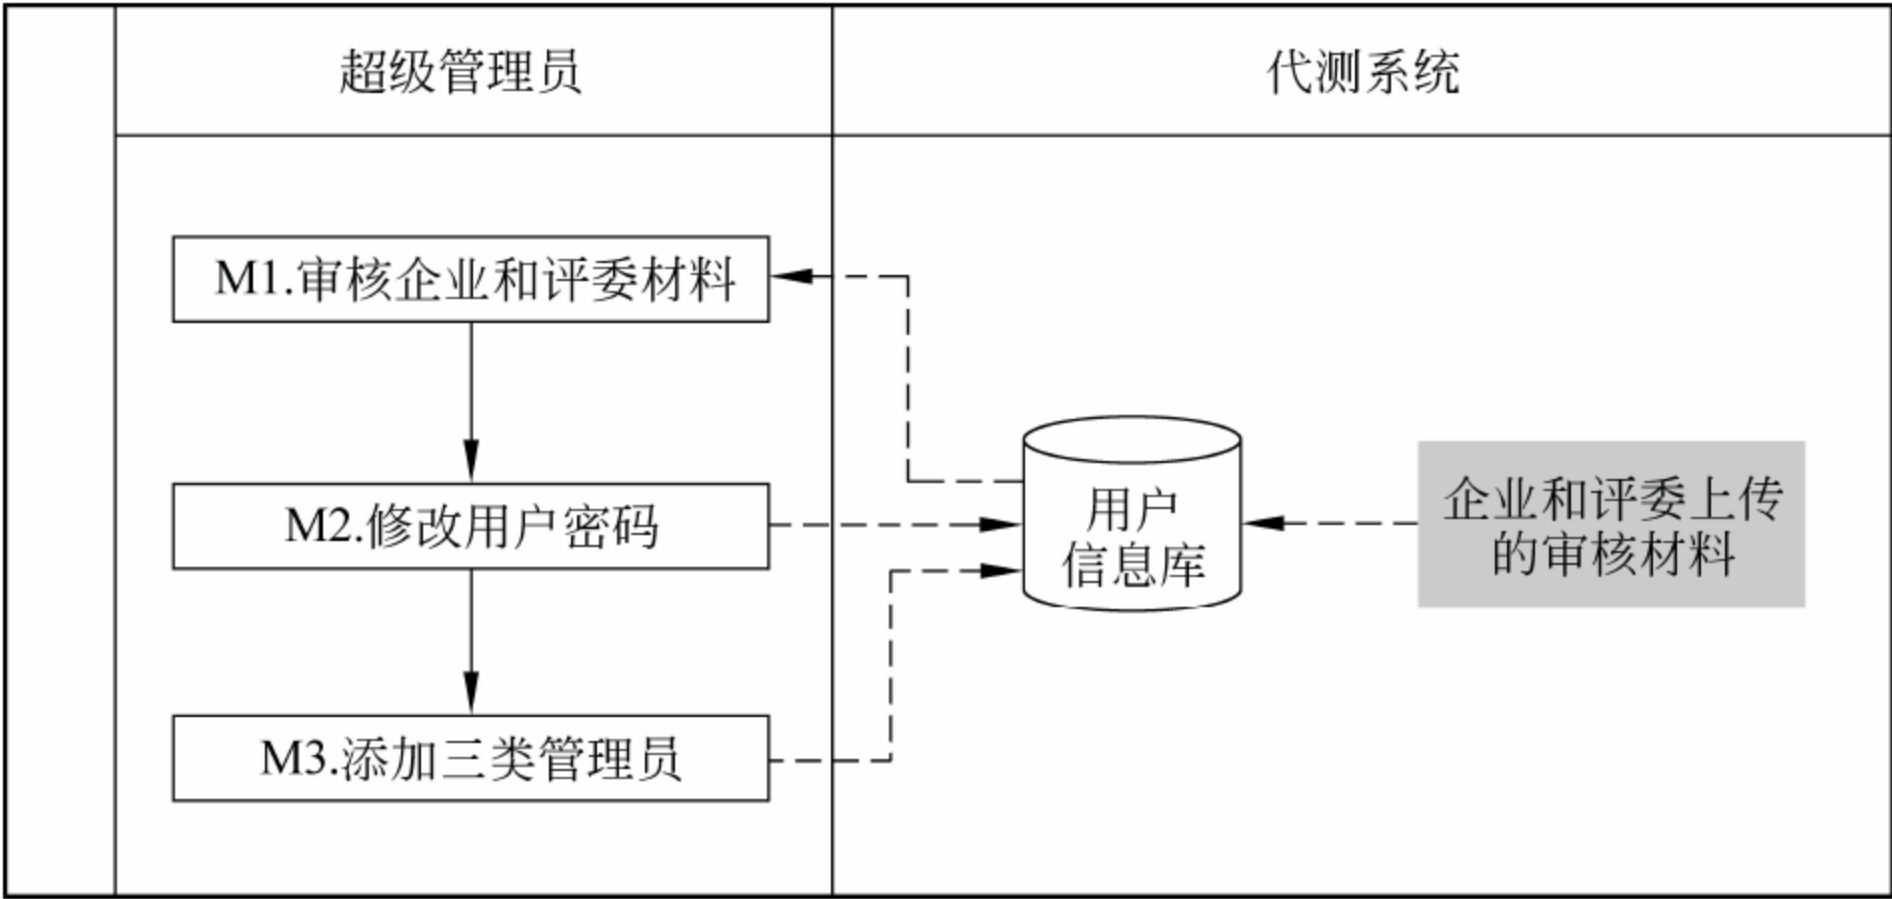 超级管理员
代测系统
M1.审核企业和评委材料
M2.修改用户密码
M3.添加三类管理员
用户
信息库
企业和评委上传
的审核材料